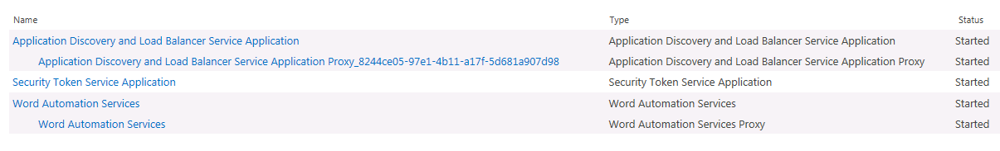 Name Type Status
Application Discovery and Load Balancer Service Application Application Discovery and Load Balancer Service Application Started
Application Discovery and Load Balancer Service Application Proxy_8244ce05-97e1-4b11-a17f-5d681a907d98 Application Discovery and Load Balancer Service Application Proxy Started
Security Token Service Application Security Token Service Application Started
Word Automation Services Word Automation Services Started
Word Automation Services Word Automation Services Proxy Started